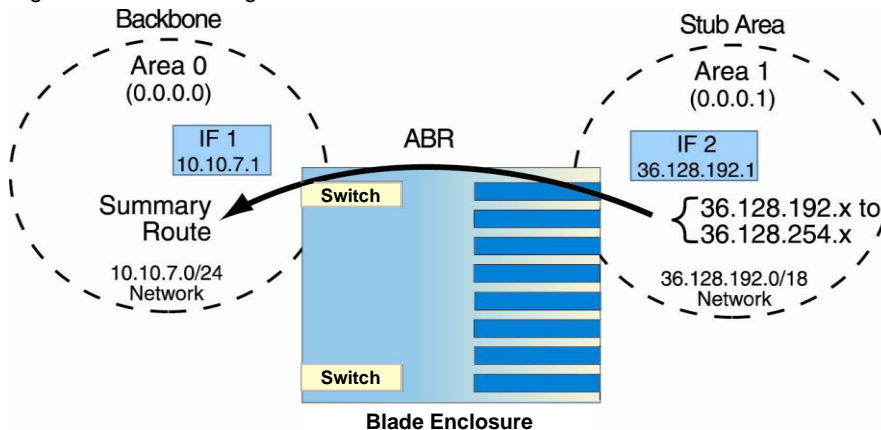 Backbone
Area 0
(0.0.0.0)
IF 1
10.10.7.1
Summary
Route
10.10.7.0/24
Network
ABR
Switch
Switch
Blade Enclosure
Stub Area
Area 1
(0.0.0.1)
IF 2
36.128.192.1
36.128.192.x to
36.128.254.x
36.128.192.0/18
Network